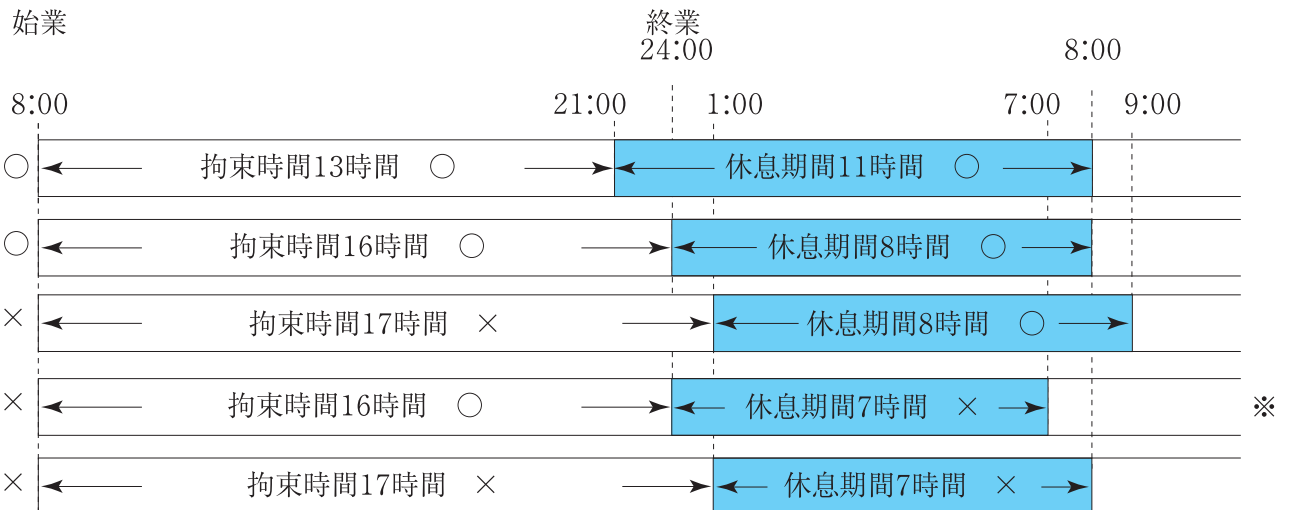 始業 終業
24:00 8:00
8:00 21:00 1:00 7:00 9:00
○ 拘束時間13時間 ○ 休息期間11時間 ○
○ 拘束時間16時間 ○ 休息期間8時間 ○
× 拘束時間17時間 × 休息期間8時間 ○
× 拘束時間16時間 ○ 休息期間7時間 × ※
× 拘束時間17時間 × 休息期間7時間 ×